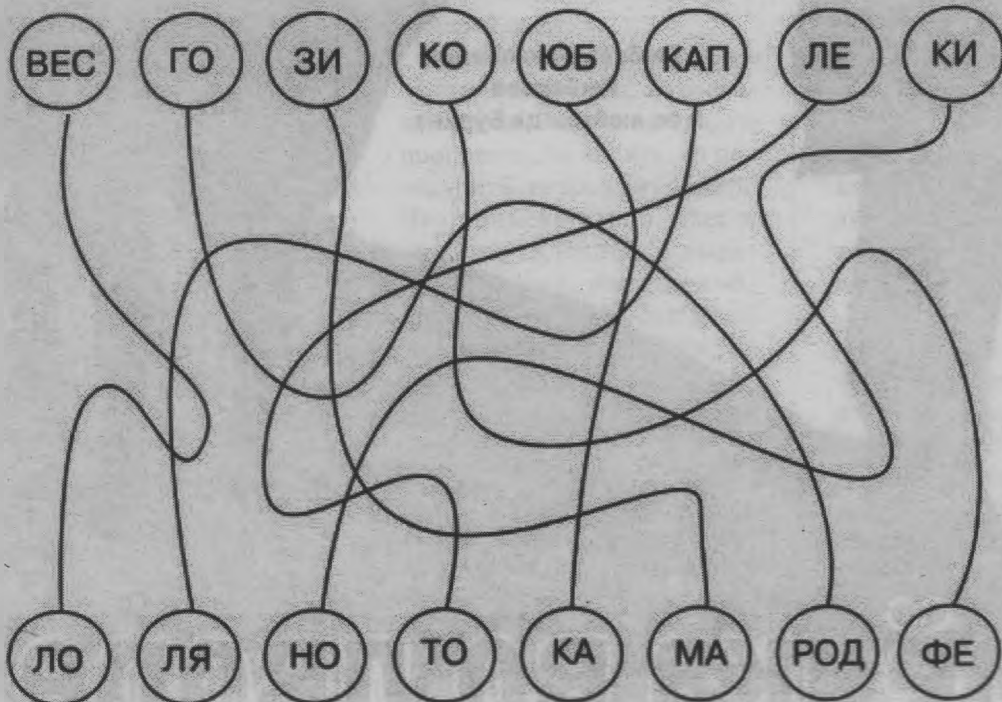 ВЕС ГО ЗИ КО ЮБ КАП ЛЕ КИ
ЛО ЛЯ НО ТО КА МА РОД ФЕ